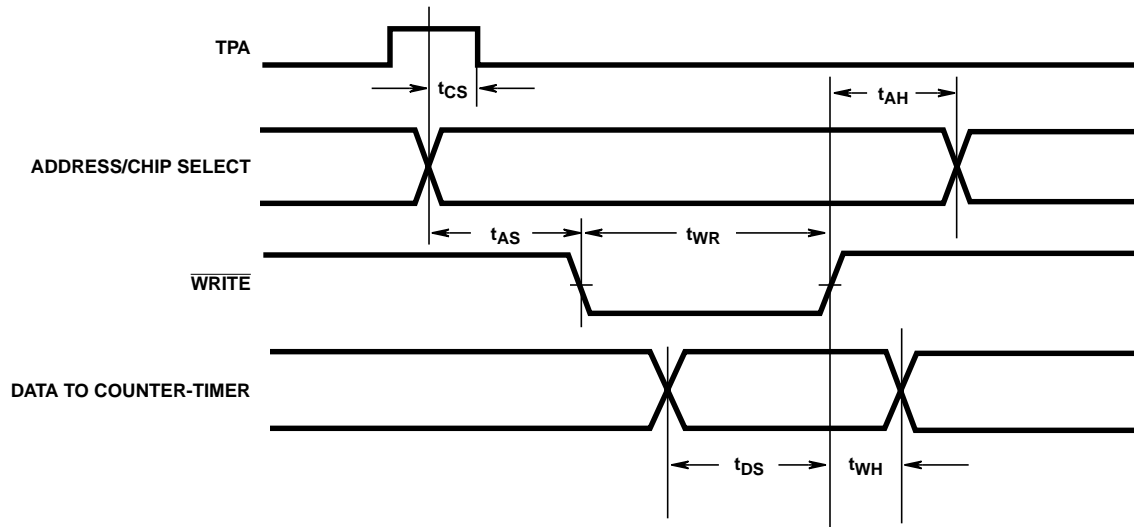 TPA
tCS
tAH
ADDRESS/CHIP SELECT
tAS
tWR
WRITE
DATA TO COUNTER-TIMER
tDS
tWH